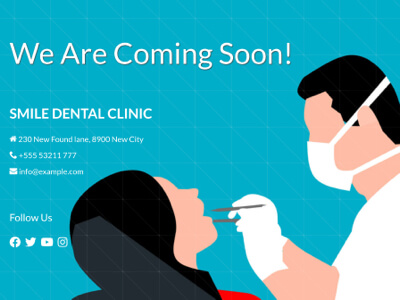 We Are Coming Soon!
SMILE DENTAL CLINIC
230 New Found lane, 8900 New City
+555 53211 777
info@example.com
Follow Us